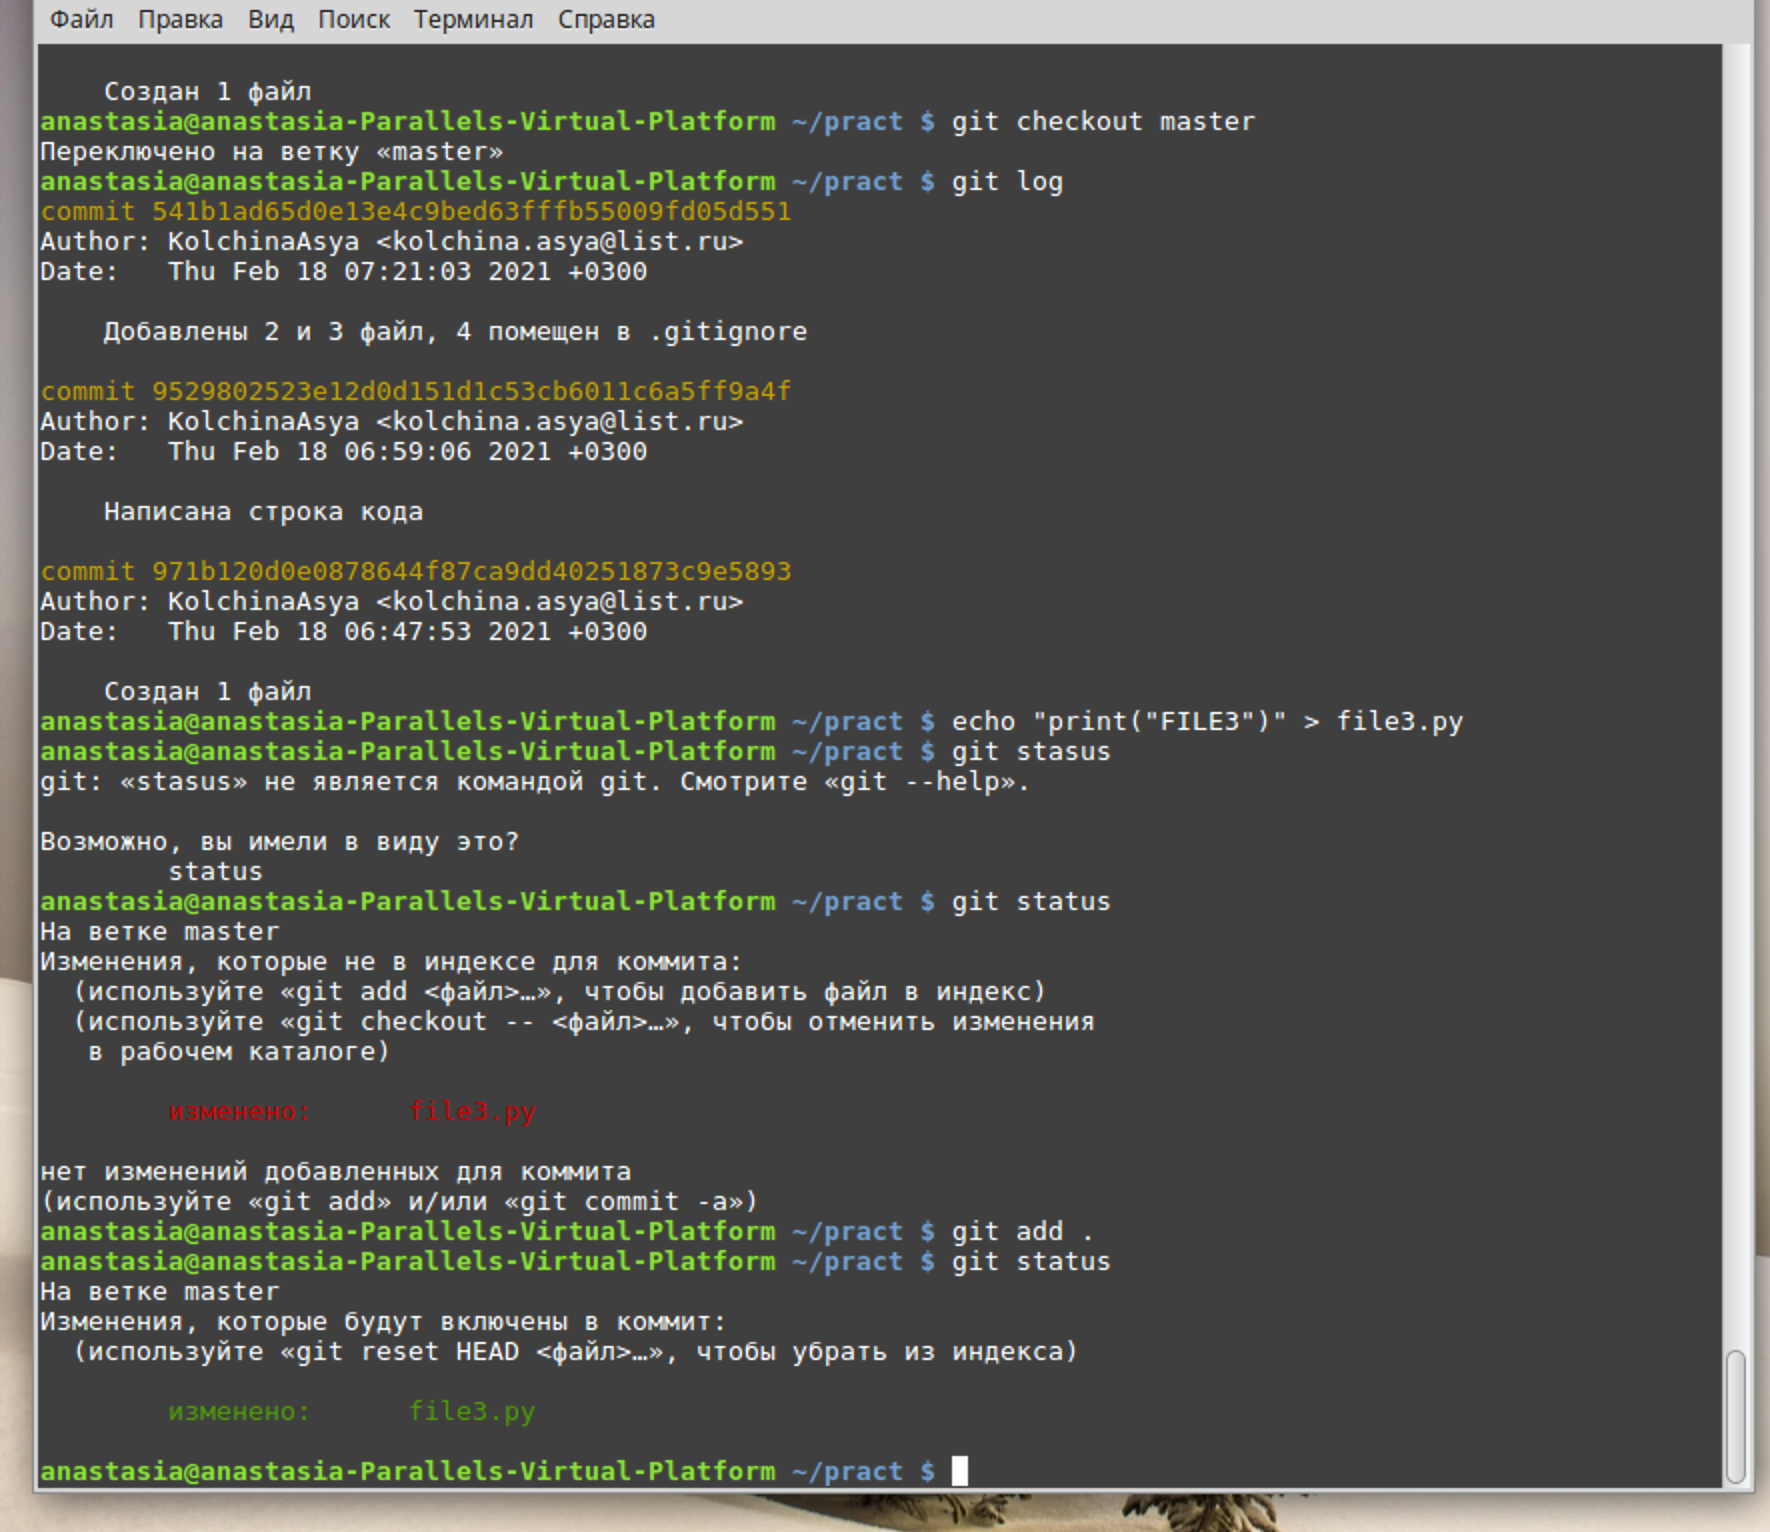 Файл Правка Вид Поиск Терминал Справка
Создан 1 файл
anastasia@anastasia-Parallels-Virtual-Platform ~/pract $ git checkout master
Переключено на ветку «master»
anastasia@anastasia-Parallels-Virtual-Platform ~/pract $ git log
commit 541b1ad65d0e13e4c9bed63fffb55009fd05d551
Author: KolchinaAsya <kolchina.asya@list.ru>
Date:   Thu Feb 18 07:21:03 2021 +0300
Добавлены 2 и 3 файл, 4 помещен в .gitignore
commit 9529802523e12d0d151d1c53cb6011c6a5ff9a4f
Author: KolchinaAsya <kolchina.asya@list.ru>
Date:   Thu Feb 18 06:59:06 2021 +0300
Написана строка кода
commit 971b120d0e0878644f87ca9dd40251873c9e5893
Author: KolchinaAsya <kolchina.asya@list.ru>
Date:   Thu Feb 18 06:47:53 2021 +0300
Создан 1 файл
anastasia@anastasia-Parallels-Virtual-Platform ~/pract $ echo "print("FILE3")" > file3.py
anastasia@anastasia-Parallels-Virtual-Platform ~/pract $ git stasus
git: «stasus» не является командой git. Смотрите «git --help».
Возможно, вы имели в виду это?
status
anastasia@anastasia-Parallels-Virtual-Platform ~/pract $ git status
На ветке master
Изменения, которые не в индексе для коммита:
(используйте «git add <файл>…», чтобы добавить файл в индекс)
(используйте «git checkout -- <файл>…», чтобы отменить изменения
в рабочем каталоге)
изменено:      file3.py
нет изменений добавленных для коммита
(используйте «git add» и/или «git commit -a»)
anastasia@anastasia-Parallels-Virtual-Platform ~/pract $ git add .
anastasia@anastasia-Parallels-Virtual-Platform ~/pract $ git status
На ветке master
Изменения, которые будут включены в коммит:
(используйте «git reset HEAD <файл>…», чтобы убрать из индекса)
изменено:      file3.py
anastasia@anastasia-Parallels-Virtual-Platform ~/pract $